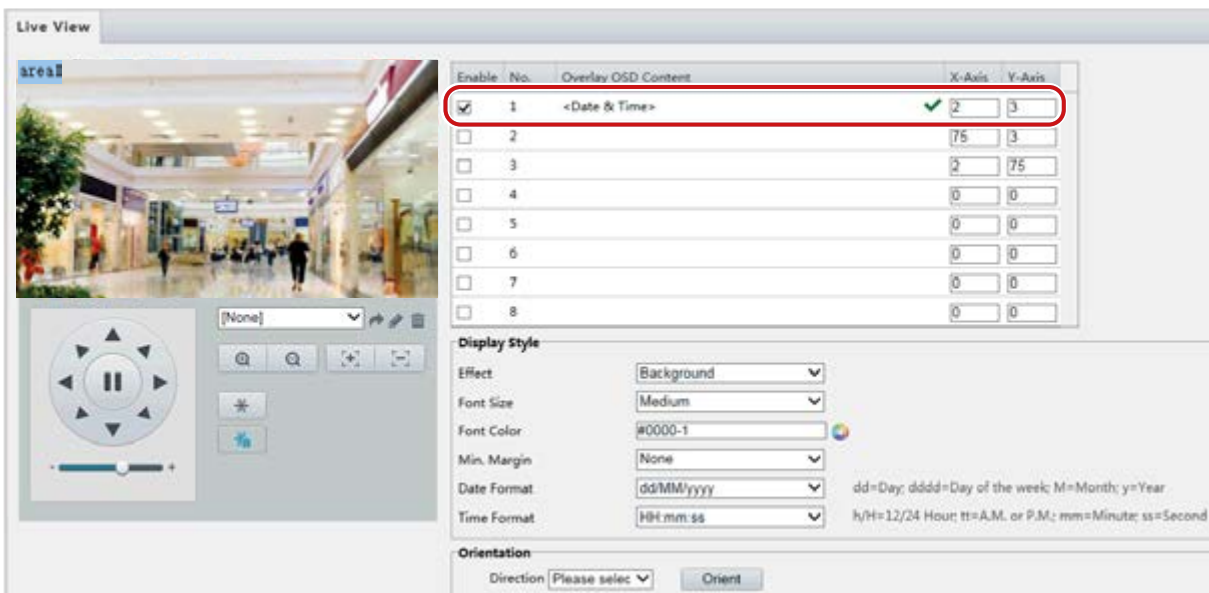 Live View
area
Enable No. Overlay OSD Content X-Axis Y-Axis
1 <Date & Time> 2 3
2 75 3
3 2 75
4 0 0
5 0 0
6 0 0
7 0 0
8 0 0
[None]
- +
Display Style
Effect Background
Font Size Medium
Font Color #0000-1
Min. Margin None
Date Format dd/MM/yyyy dd=Day; dddd=Day of the week; M=Month; y=Year
Time Format HH:mm:ss h/H=12/24 Hour; tt=A.M. or P.M.; mm=Minute; ss=Second
Orientation
Direction Please selec Orient